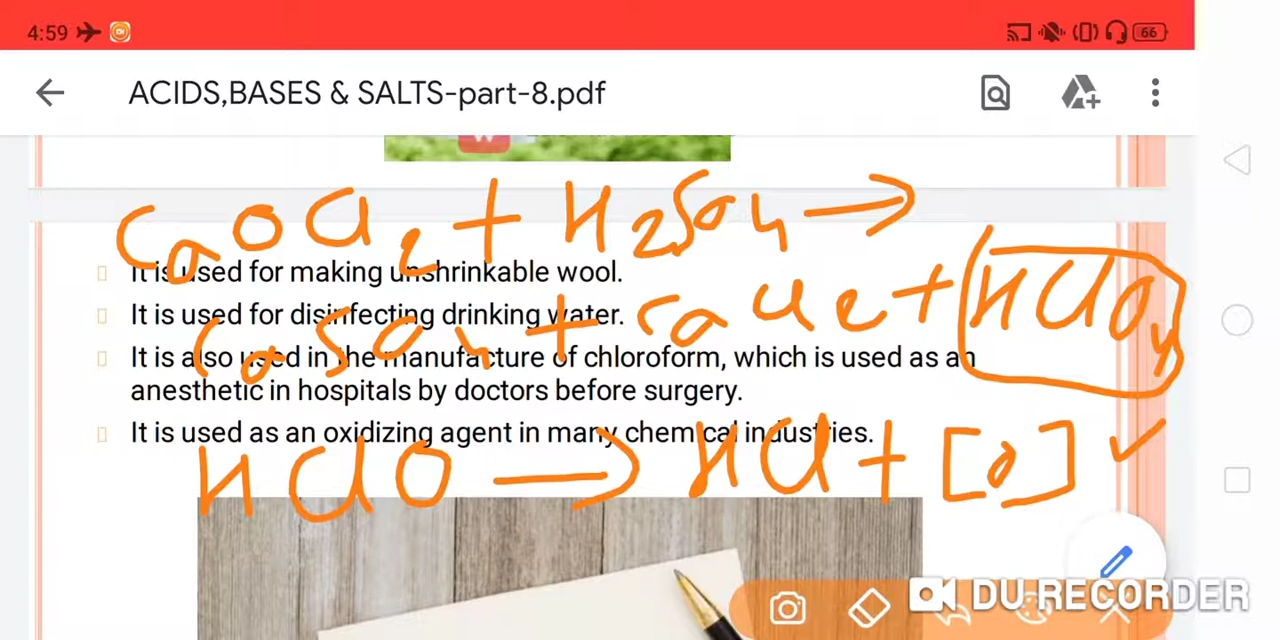 4:59
66
ACIDS,BASES & SALTS-part-8.pdf
CaOCl2 + H2SO4 →
It is used for making unshrinkable wool.
It is used for disinfecting drinking water.
CaSO4 + CaCl2 + HClOy
It is also used in the manufacture of chloroform, which is used as an
anesthetic in hospitals by doctors before surgery.
It is used as an oxidizing agent in many chemical industries.
HClO → HCl + [O] ✓
DU RECORDER